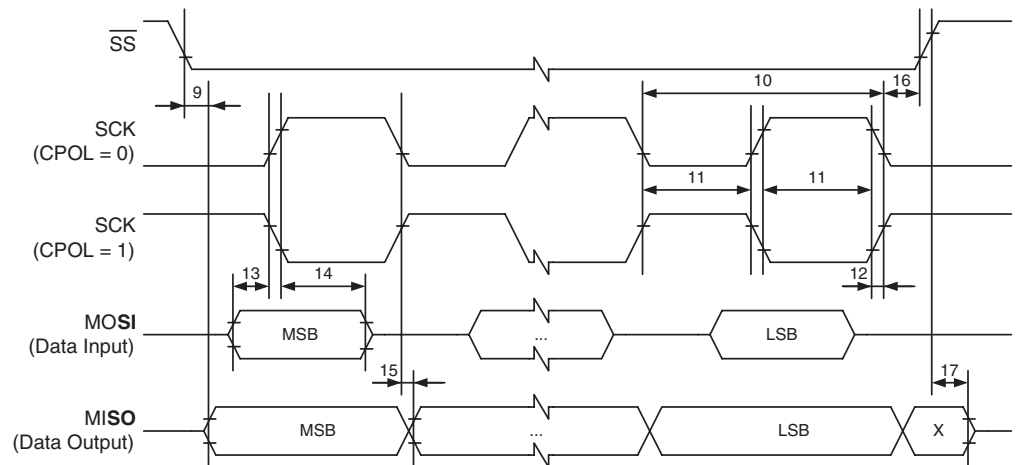 SS
9
10
16
SCK
(CPOL = 0)
11
11
SCK
(CPOL = 1)
13
14
12
MOSI
(Data Input)
MSB
...
LSB
15
17
MISO
(Data Output)
MSB
...
LSB
X